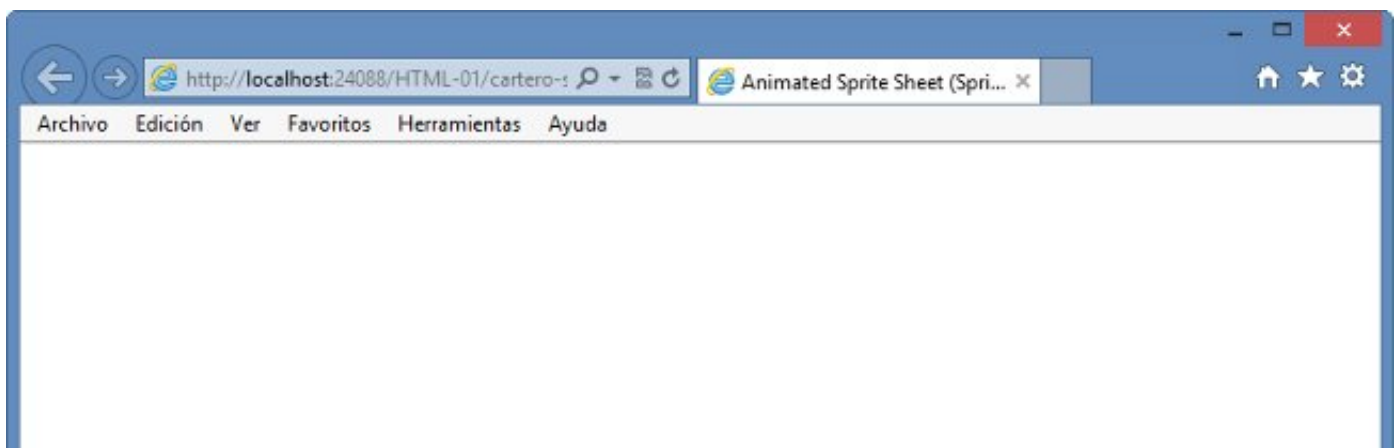 http://localhost:24088/HTML-01/cartero-s Animated Sprite Sheet (Spri...
Archivo Edición Ver Favoritos Herramientas Ayuda